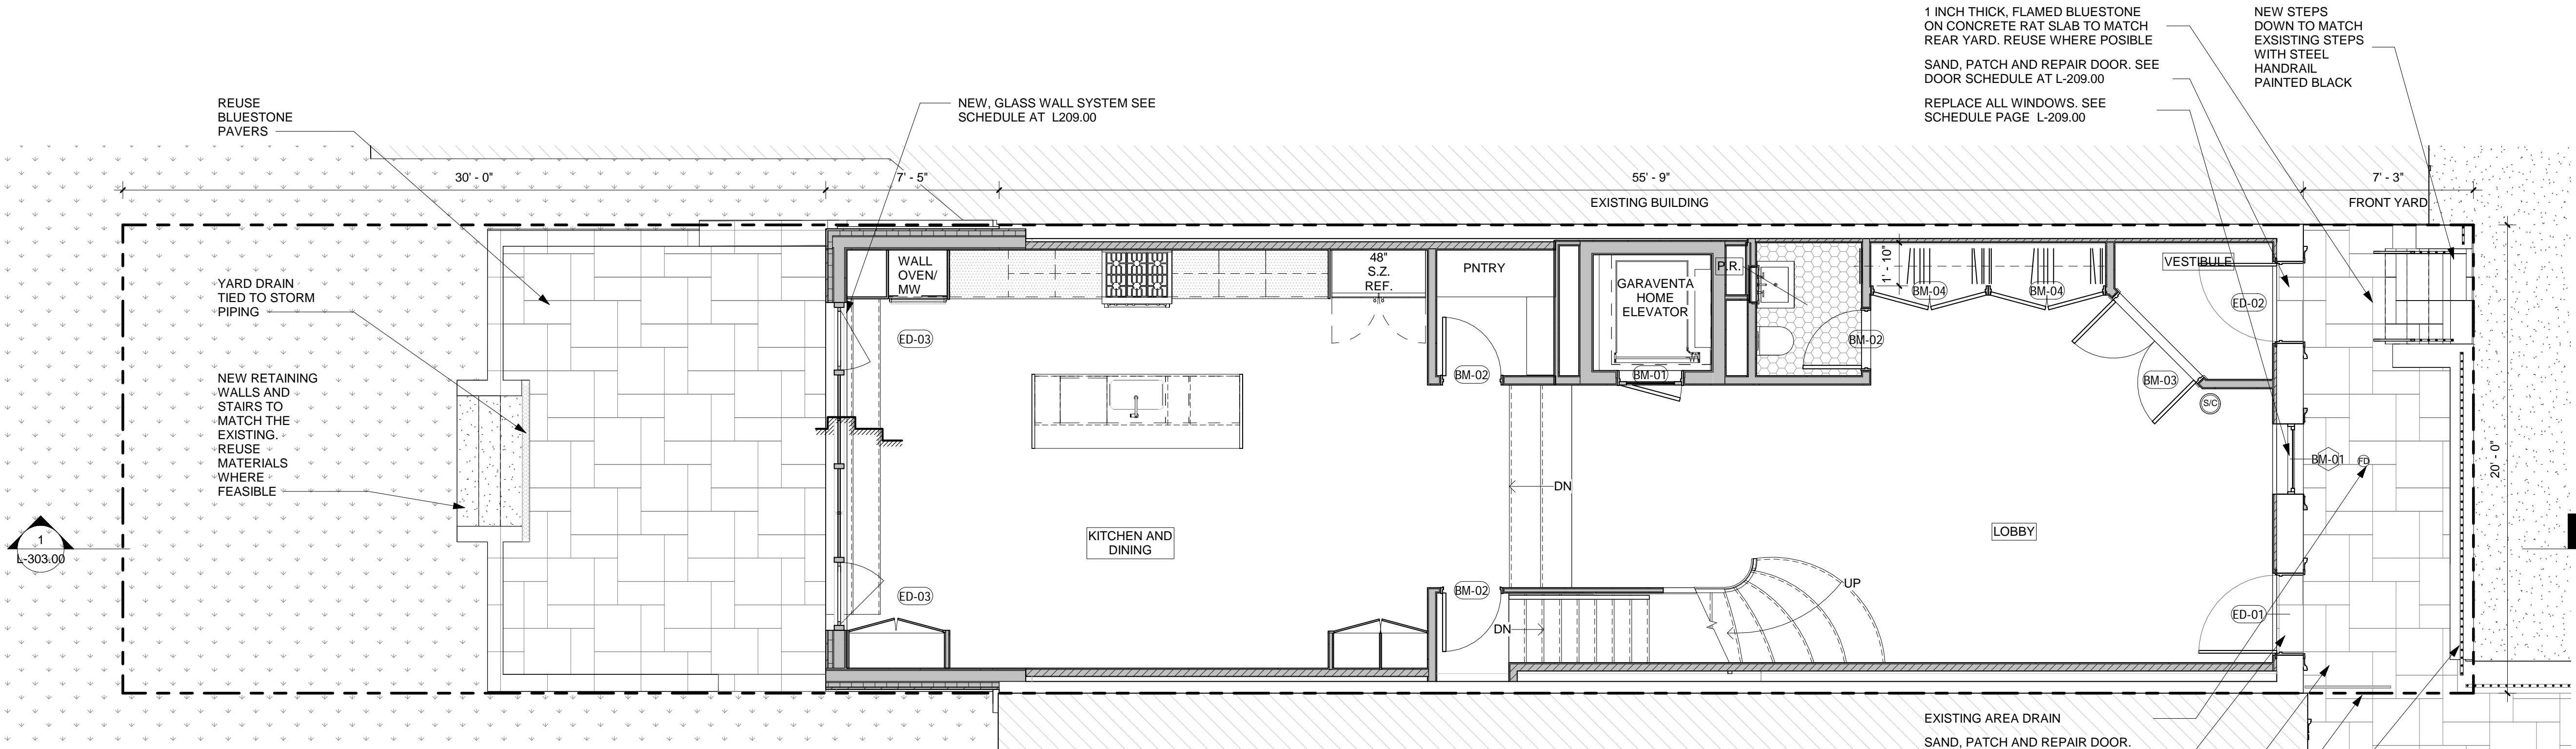 1 INCH THICK, FLAMED BLUESTONE
ON CONCRETE RAT SLAB TO MATCH
REAR YARD. REUSE WHERE POSIBLE
SAND, PATCH AND REPAIR DOOR. SEE
DOOR SCHEDULE AT L-209.00
REPLACE ALL WINDOWS. SEE
SCHEDULE PAGE L-209.00
NEW STEPS
DOWN TO MATCH
EXSISTING STEPS
WITH STEEL
HANDRAIL
PAINTED BLACK
REUSE
BLUESTONE
PAVERS
NEW, GLASS WALL SYSTEM SEE
SCHEDULE AT L209.00
30' - 0"
7' - 5"
55' - 9"
7' - 3"
EXISTING BUILDING
FRONT YARD
YARD DRAIN
TIED TO STORM
PIPING
NEW RETAINING
WALLS AND
STAIRS TO
MATCH THE
EXISTING.
REUSE
MATERIALS
WHERE
FEASIBLE
WALL
OVEN/
MW
48"
S.Z.
REF.
PNTRY
GARAVENTA
HOME
ELEVATOR
P.R.
1' - 10"
BM-04
BM-04
VESTIBULE
ED-02
ED-03
BM-02
BM-02
BM-01
BM-03
S/C
BM-01
FD
20' - 0"
DN
KITCHEN AND
DINING
LOBBY
1
L-303.00
UP
ED-03
BM-02
DN
ED-01
EXISTING AREA DRAIN
SAND, PATCH AND REPAIR DOOR.